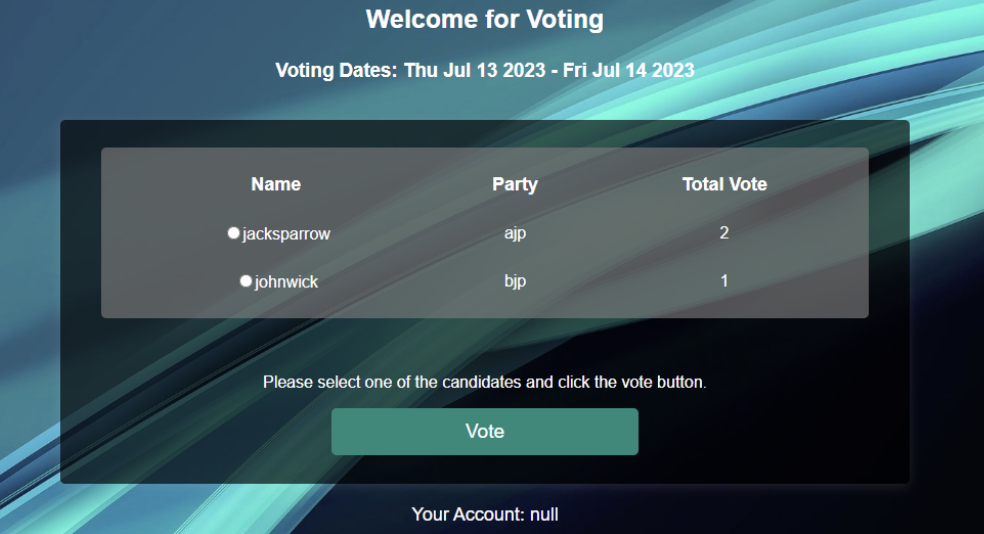 Welcome for Voting
Voting Dates: Thu Jul 13 2023 - Fri Jul 14 2023
Name Party Total Vote
jacksparrow ajp 2
johnwick bjp 1
Please select one of the candidates and click the vote button.
Vote
Your Account: null